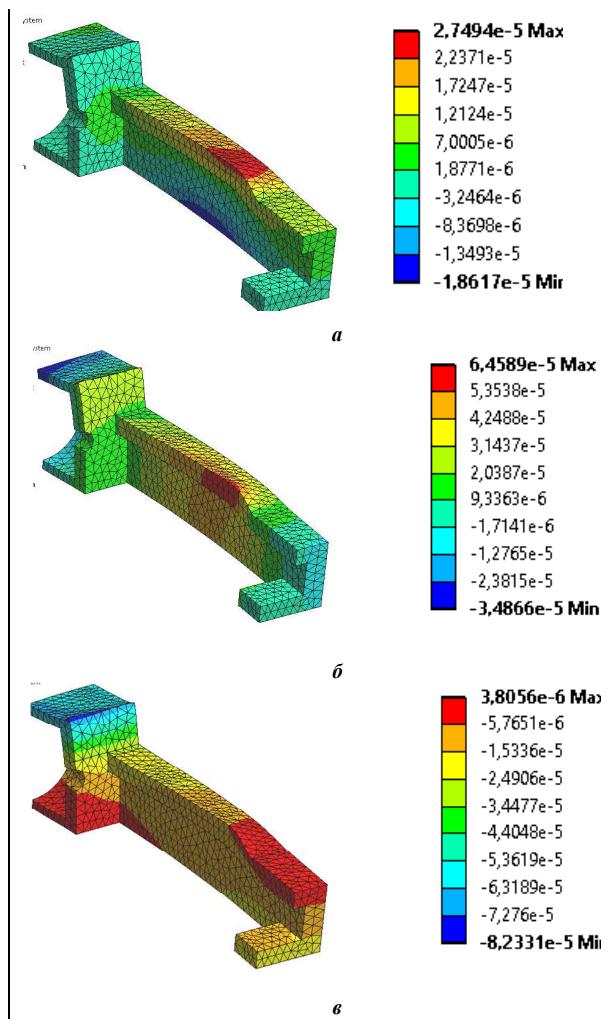 ystem
2,7494e-5 Max
2,2371e-5
1,7247e-5
1,2124e-5
7,0005e-6
1,8771e-6
-3,2464e-6
-8,3698e-6
-1,3493e-5
-1,8617e-5 Min
а
ystem
6,4589e-5 Max
5,3538e-5
4,2488e-5
3,1437e-5
2,0387e-5
9,3363e-6
-1,7141e-6
-1,2765e-5
-2,3815e-5
-3,4866e-5 Min
б
3,8056e-6 Max
-5,7651e-6
-1,5336e-5
-2,4906e-5
-3,4477e-5
-4,4048e-5
-5,3619e-5
-6,3189e-5
-7,276e-5
-8,2331e-5 Min
в